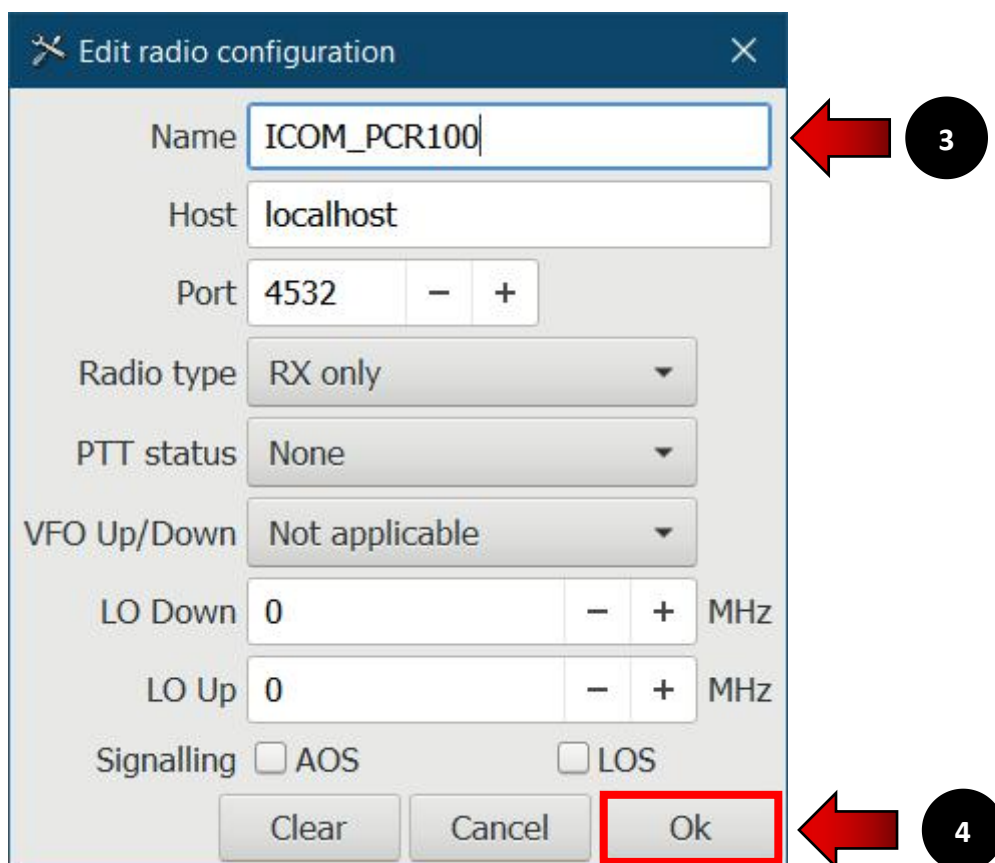 Edit radio configuration
Name ICOM_PCR100 3
Host localhost
Port 4532 − +
Radio type RX only
PTT status None
VFO Up/Down Not applicable
LO Down 0 − + MHz
LO Up 0 − + MHz
Signalling AOS LOS
Clear Cancel Ok 4